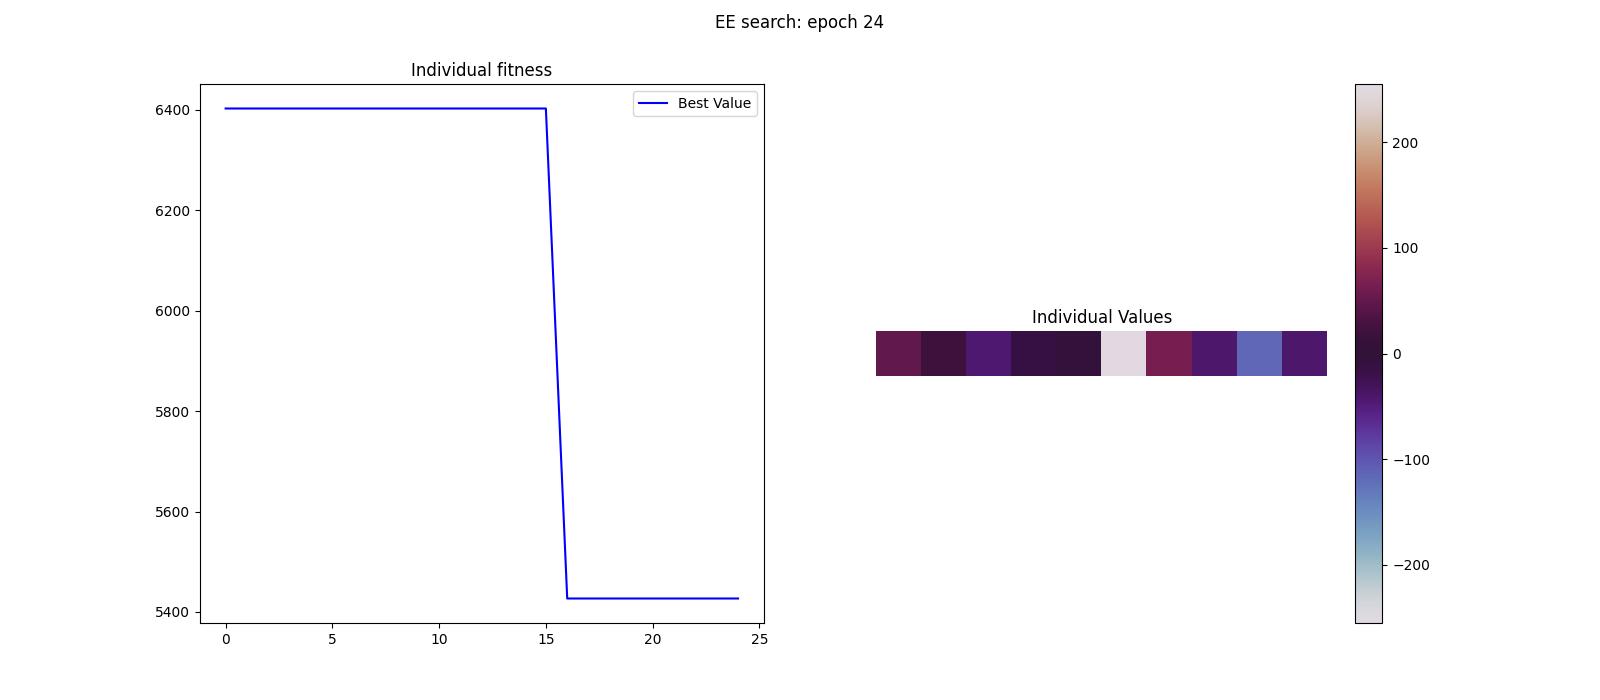 EE search: epoch 24
Individual fitness
Best Value
6400
6200
6000
5800
5600
5400
0 5 10 15 20 25
Individual Values
200
100
0
−100
−200